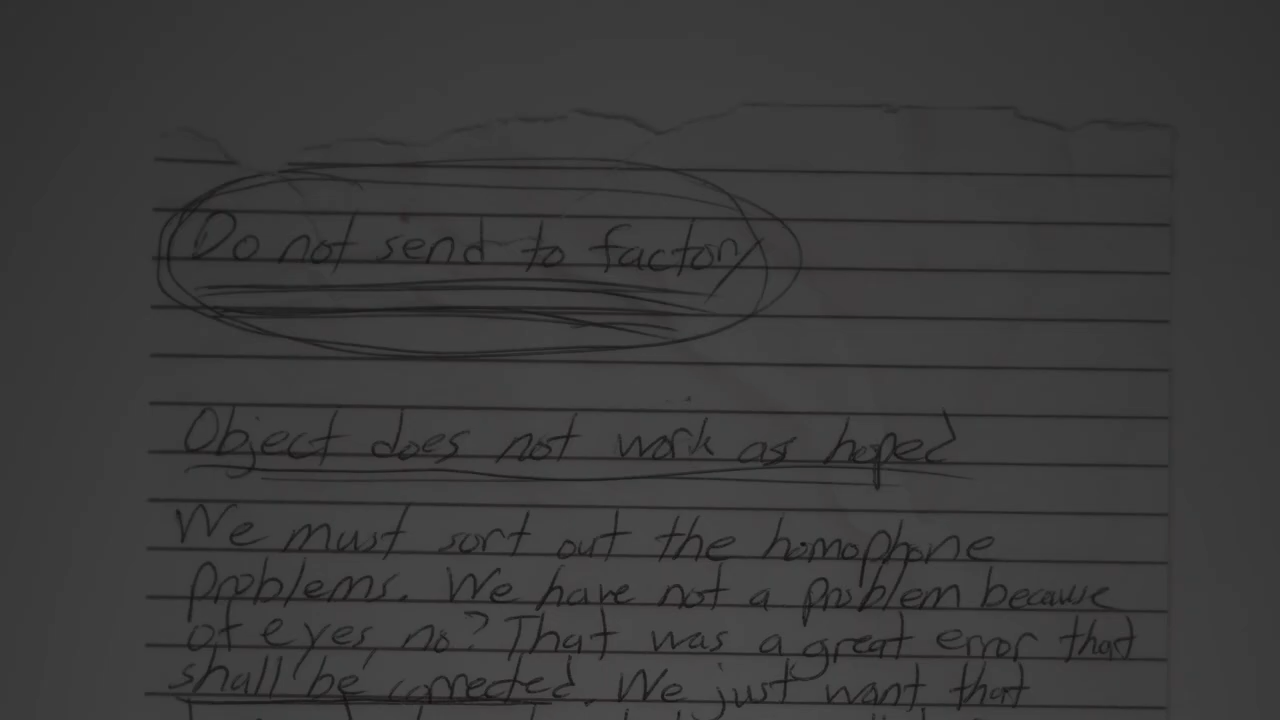 Do not send to factory
Object does not work as hoped
We must sort out the homophone
problems. We have not a problem because
of eyes, no? That was a great error that
shall be corrected. We just want that